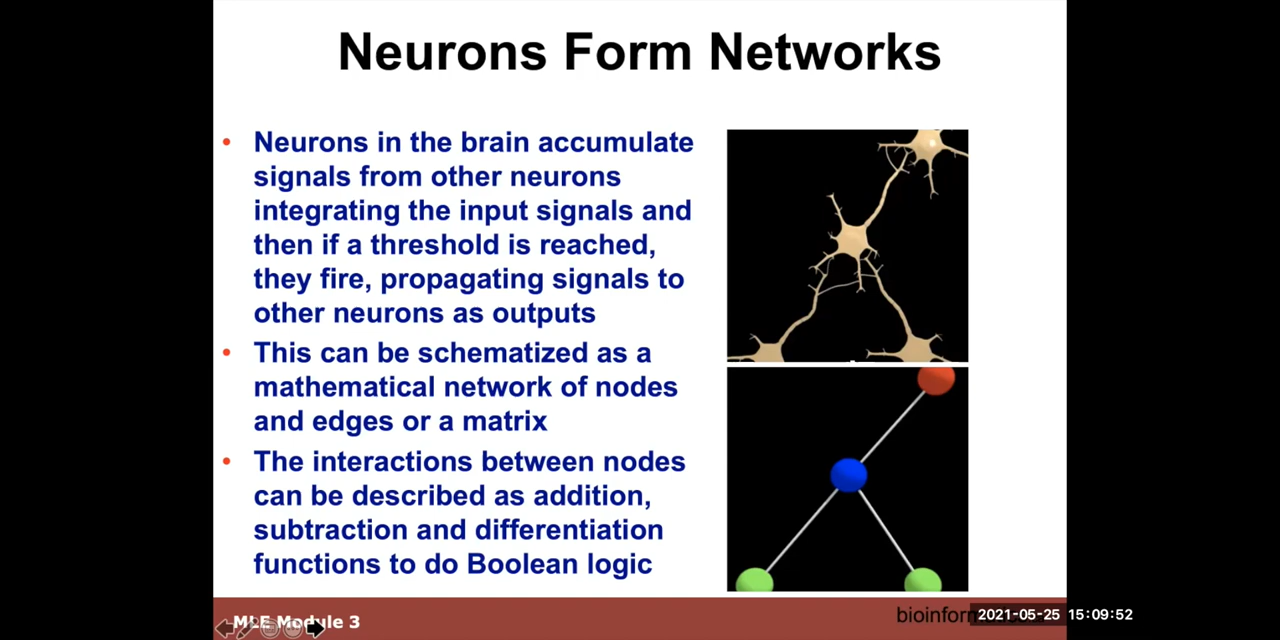 Neurons Form Networks
• Neurons in the brain accumulate
signals from other neurons
integrating the input signals and
then if a threshold is reached,
they fire, propagating signals to
other neurons as outputs
• This can be schematized as a
mathematical network of nodes
and edges or a matrix
• The interactions between nodes
can be described as addition,
subtraction and differentiation
functions to do Boolean logic
MLE Module 3
2021-05-25 15:09:52